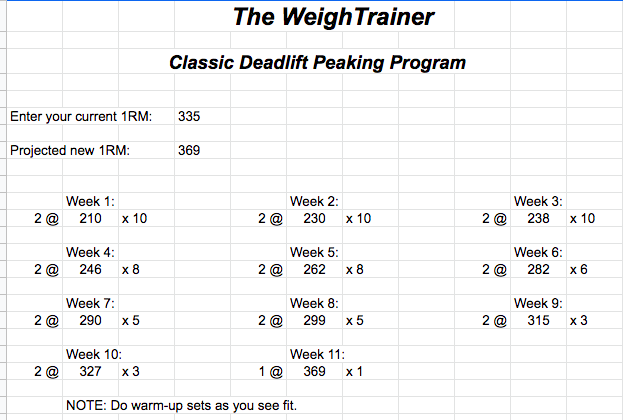 The WeighTrainer
Classic Deadlift Peaking Program
Enter your current 1RM: 335
Projected new 1RM: 369
Week 1: Week 2: Week 3:
2 @ 210 x 10 2 @ 230 x 10 2 @ 238 x 10
Week 4: Week 5: Week 6:
2 @ 246 x 8 2 @ 262 x 8 2 @ 282 x 6
Week 7: Week 8: Week 9:
2 @ 290 x 5 2 @ 299 x 5 2 @ 315 x 3
Week 10: Week 11:
2 @ 327 x 3 1 @ 369 x 1
NOTE: Do warm-up sets as you see fit.